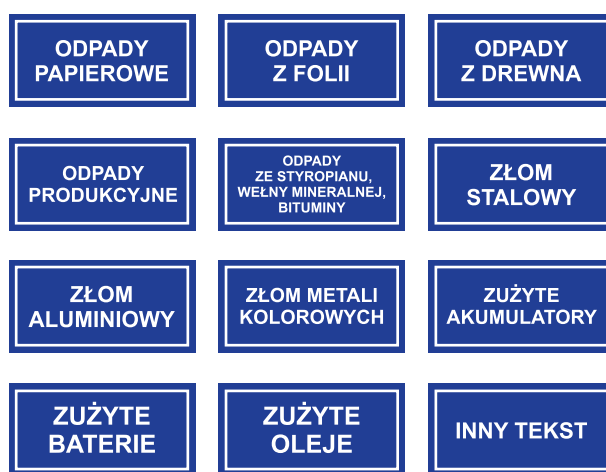 ODPADY
PAPIEROWE
ODPADY
Z FOLII
ODPADY
Z DREWNA
ODPADY
PRODUKCYJNE
ODPADY
ZE STYROPIANU,
WEŁNY MINERALNEJ,
BITUMINY
ZŁOM
STALOWY
ZŁOM
ALUMINIOWY
ZŁOM METALI
KOLOROWYCH
ZUŻYTE
AKUMULATORY
ZUŻYTE
BATERIE
ZUŻYTE
OLEJE
INNY TEKST